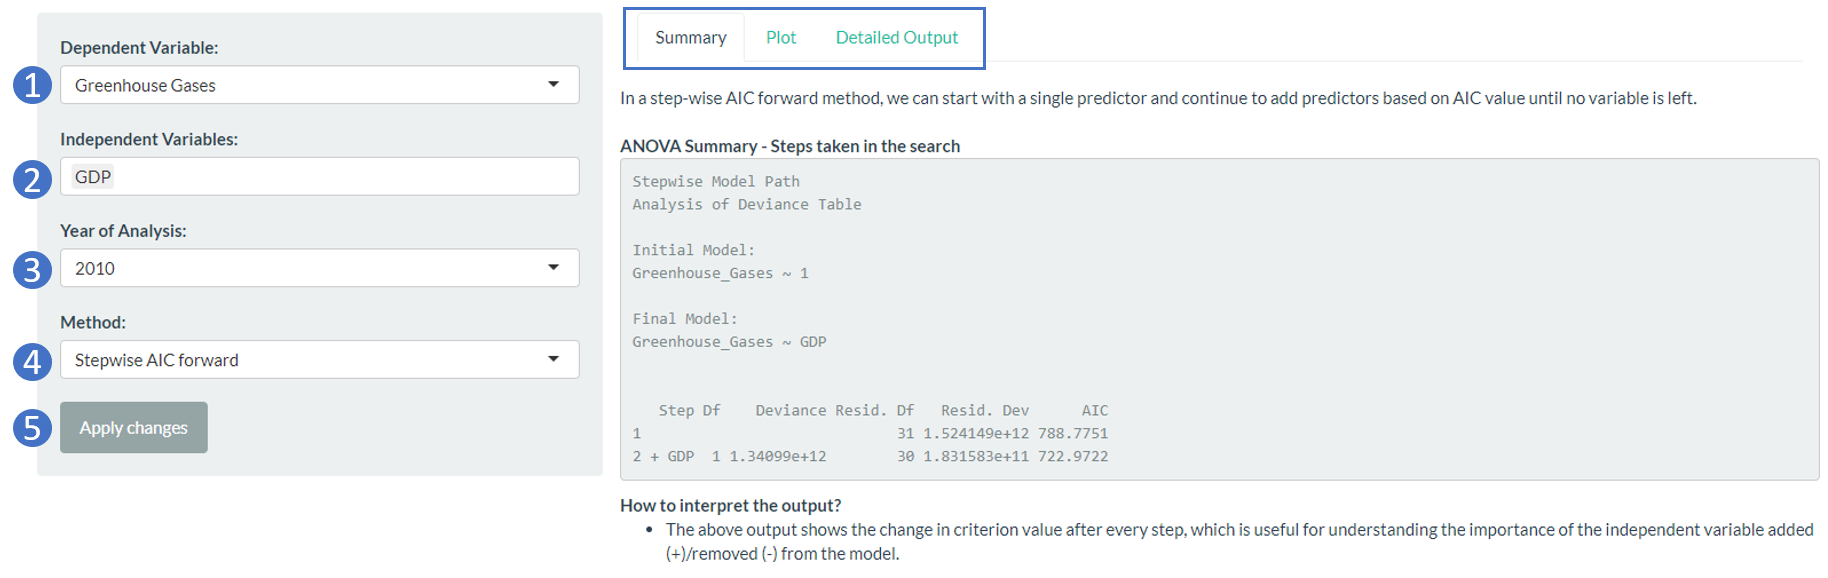 Dependent Variable:
1
Greenhouse Gases
Independent Variables:
2
GDP
Year of Analysis:
3
2010
Method:
4
Stepwise AIC forward
5
Apply changes
Summary Plot Detailed Output
In a step-wise AIC forward method, we can start with a single predictor and continue to add predictors based on AIC value until no variable is left.
ANOVA Summary - Steps taken in the search
Stepwise Model Path
Analysis of Deviance Table
Initial Model:
Greenhouse_Gases ~ 1
Final Model:
Greenhouse_Gases ~ GDP
Step Df Deviance Resid. Df Resid. Dev AIC
1 31 1.524149e+12 788.7751
2 + GDP 1 1.34099e+12 30 1.831583e+11 722.9722
How to interpret the output?
• The above output shows the change in criterion value after every step, which is useful for understanding the importance of the independent variable added
(+)/removed (-) from the model.